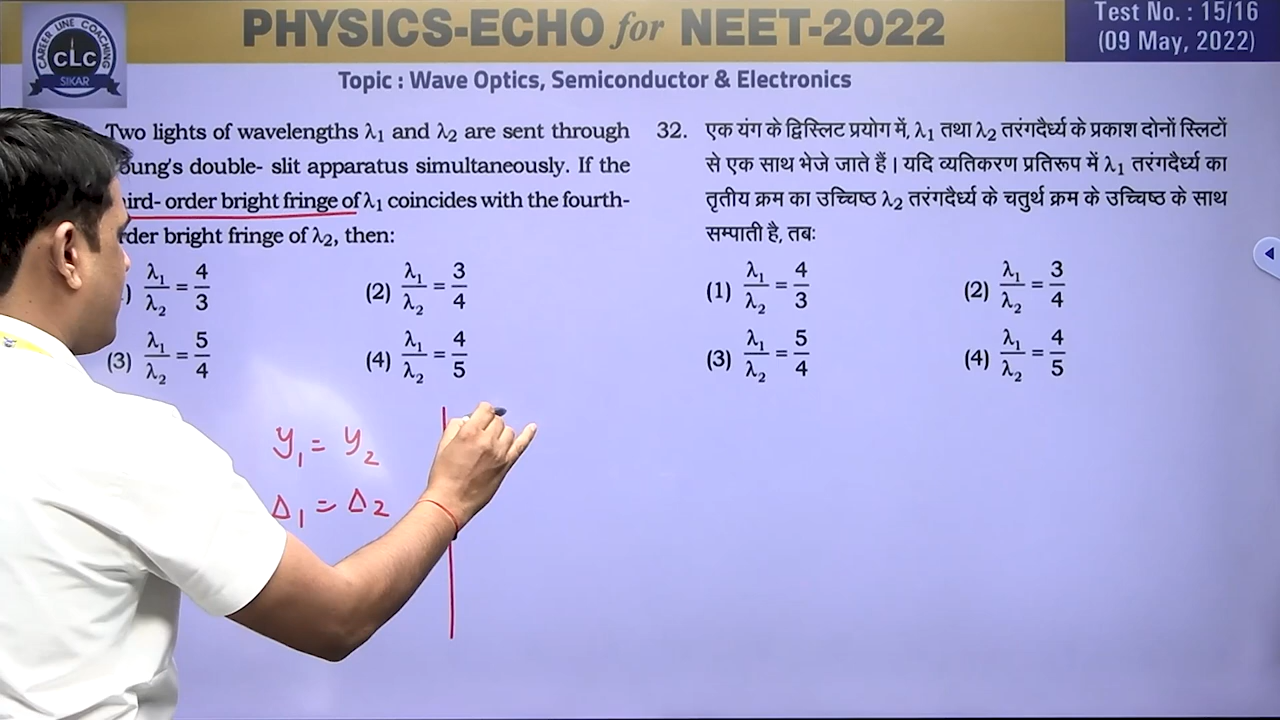 PHYSICS-ECHO for NEET-2022
Test No. : 15/16
(09 May, 2022)
CAREER LINE COACHING
CLC
SIKAR
Topic : Wave Optics, Semiconductor & Electronics
Two lights of wavelengths λ₁ and λ₂ are sent through
double- slit apparatus simultaneously. If the
order bright fringe of λ₁ coincides with the fourth-
bright fringe of λ₂, then:
) λ₁/λ₂ = 4/3
(2) λ₁/λ₂ = 3/4
(3) λ₁/λ₂ = 5/4
(4) λ₁/λ₂ = 4/5
y₁ = y₂
Δ₁ = Δ₂
32. एक यंग के द्विस्लिट प्रयोग में, λ₁ तथा λ₂ तरंगदैर्ध्य के प्रकाश दोनों स्लिटों
से एक साथ भेजे जाते हैं। यदि व्यतिकरण प्रतिरूप में λ₁ तरंगदैर्ध्य का
तृतीय क्रम का उच्चिष्ठ λ₂ तरंगदैर्ध्य के चतुर्थ क्रम के उच्चिष्ठ के साथ
सम्पाती है, तबः
(1) λ₁/λ₂ = 4/3
(2) λ₁/λ₂ = 3/4
(3) λ₁/λ₂ = 5/4
(4) λ₁/λ₂ = 4/5